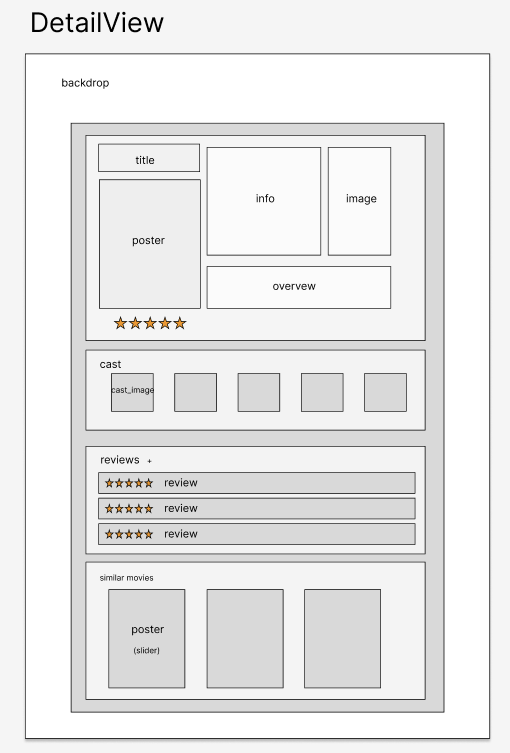 DetailView
backdrop
title
info
image
poster
overvew
cast
cast_image
reviews +
review
review
review
similar movies
poster
(slider)